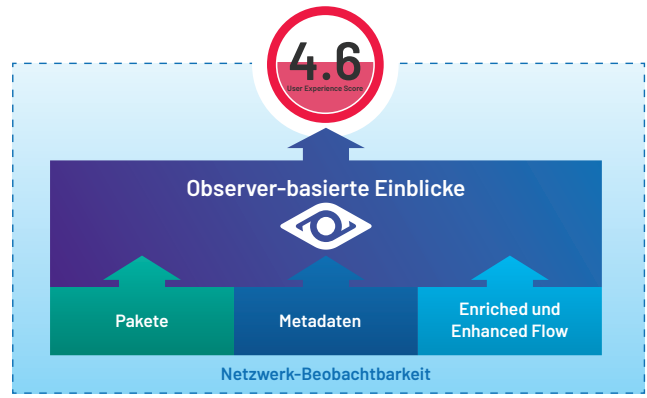 4.6
User Experience Score
Observer-basierte Einblicke
Pakete
Metadaten
Enriched und
Enhanced Flow
Netzwerk-Beobachtbarkeit